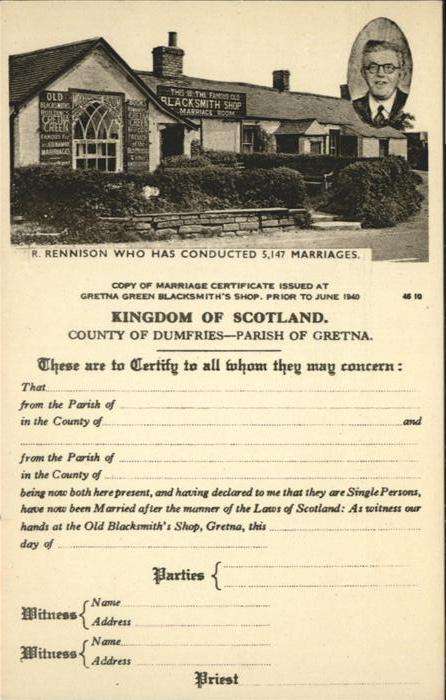 OLD
BLACKSMITHS
GRETNA
GREEN
MARRIAGES
THIS IS THE FAMOUS OLD
BLACKSMITH SHOP
MARRIAGE ROOM
R. RENNISON WHO HAS CONDUCTED 5,147 MARRIAGES.
COPY OF MARRIAGE CERTIFICATE ISSUED AT
GRETNA GREEN BLACKSMITH'S SHOP. PRIOR TO JUNE 1940
46 10
KINGDOM OF SCOTLAND.
COUNTY OF DUMFRIES—PARISH OF GRETNA.
These are to Certify to all whom they may concern:
That
from the Parish of
in the County of and
from the Parish of
in the County of
being now both here present, and having declared to me that they are Single Persons,
have now been Married after the manner of the Laws of Scotland: As witness our
hands at the Old Blacksmith's Shop, Gretna, this
day of
Parties
Witness Name
Address
Witness Name
Address
Priest